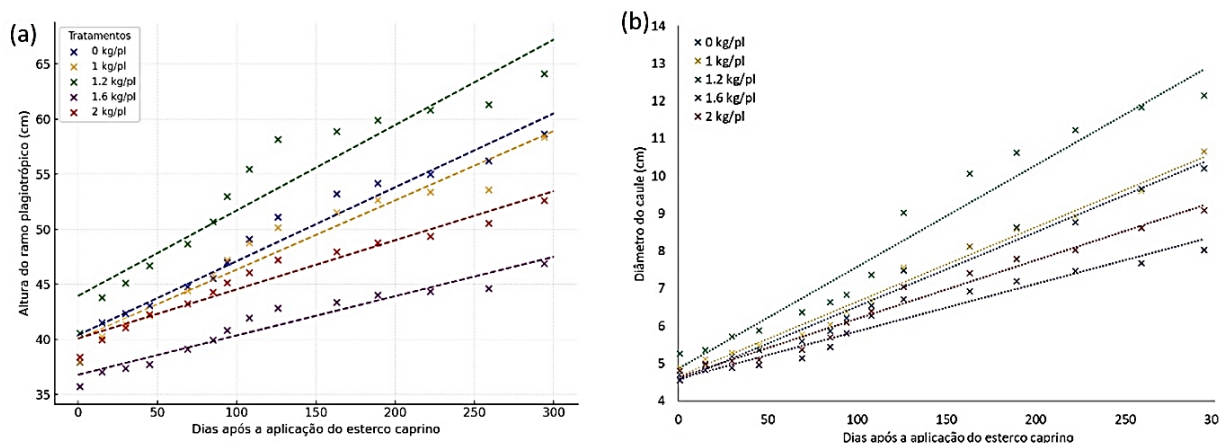 (a)
Tratamentos
0 kg/pl
1 kg/pl
1.2 kg/pl
1.6 kg/pl
2 kg/pl
Altura do ramo plagiotrópico (cm)
65
60
55
50
45
40
35
0
50
100
150
200
250
300
Dias após a aplicação do esterco caprino
(b)
0 kg/pl
1 kg/pl
1.2 kg/pl
1.6 kg/pl
2 kg/pl
Diâmetro do caule (cm)
14
13
12
11
10
9
8
7
6
5
4
0
50
100
150
200
250
30
Dias após a aplicação do esterco caprino